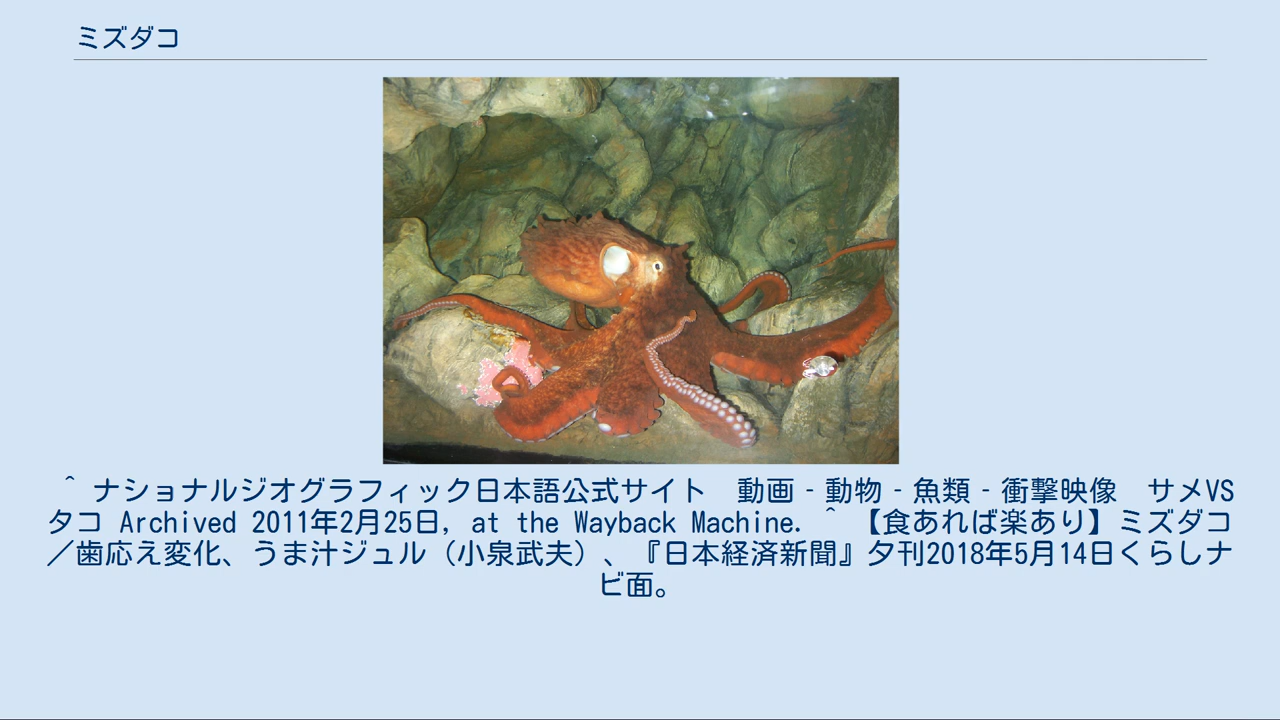 ミズダコ
^ ナショナルジオグラフィック日本語公式サイト　動画‐動物‐魚類‐衝撃映像　サメVS
タコ Archived 2011年2月25日, at the Wayback Machine. ^ 【食あれば楽あり】ミズダコ
／歯応え変化、うま汁ジュル（小泉武夫）、『日本経済新聞』夕刊2018年5月14日くらしナ
ビ面。